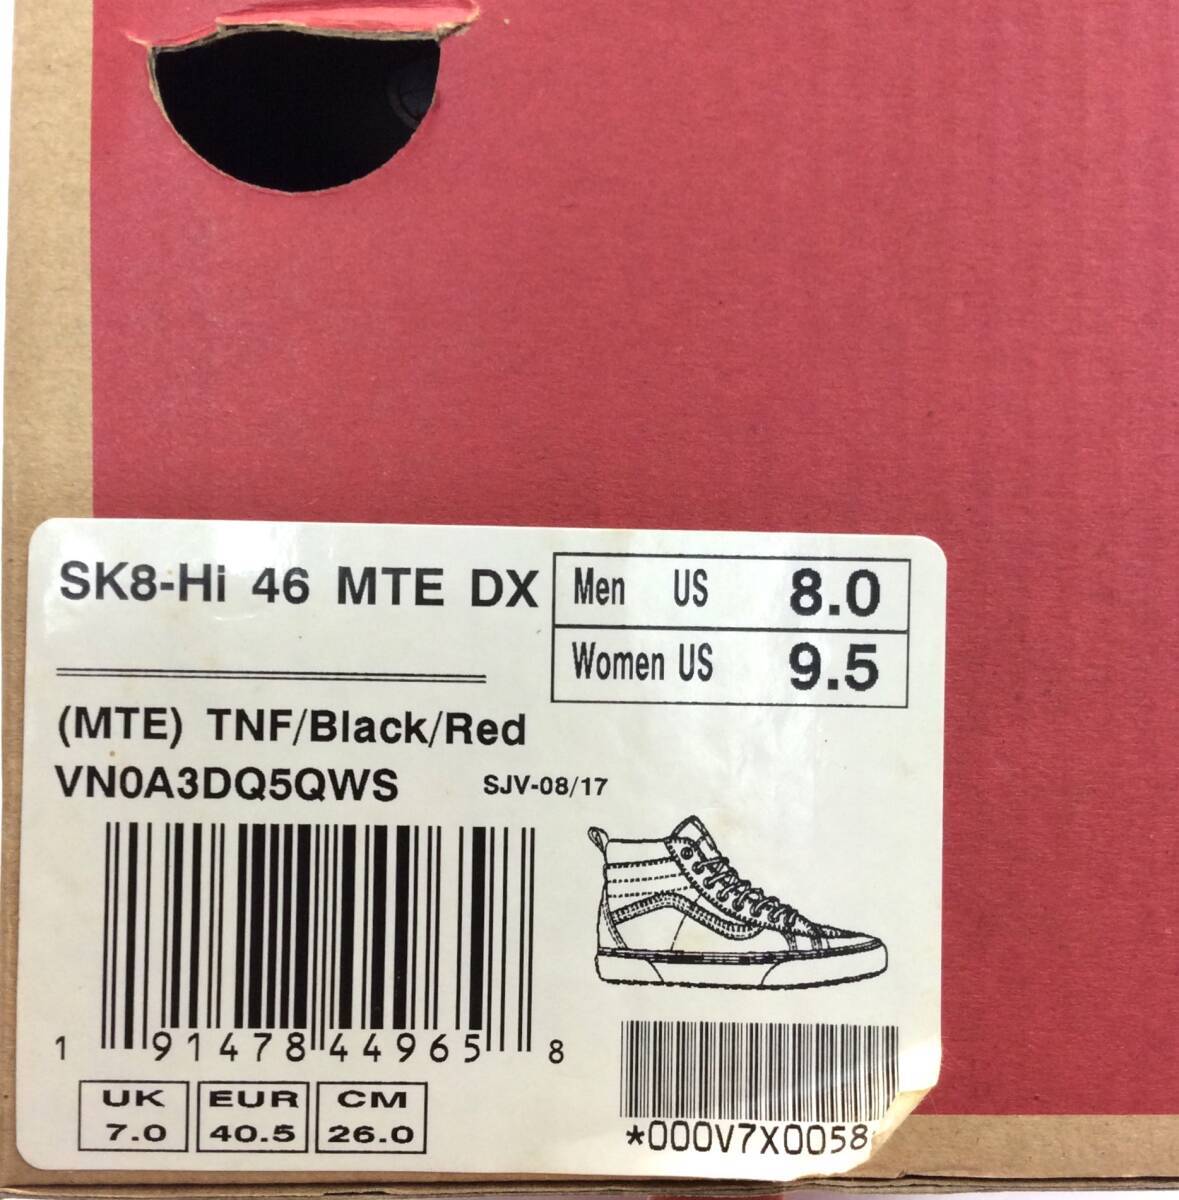 SK8-Hi 46 MTE DX
Men US 8.0
Women US 9.5
(MTE) TNF/Black/Red
VN0A3DQ5QWS SJV-08/17
1 91478 44965 8
*000V7X0058
UK EUR CM
7.0 40.5 26.0